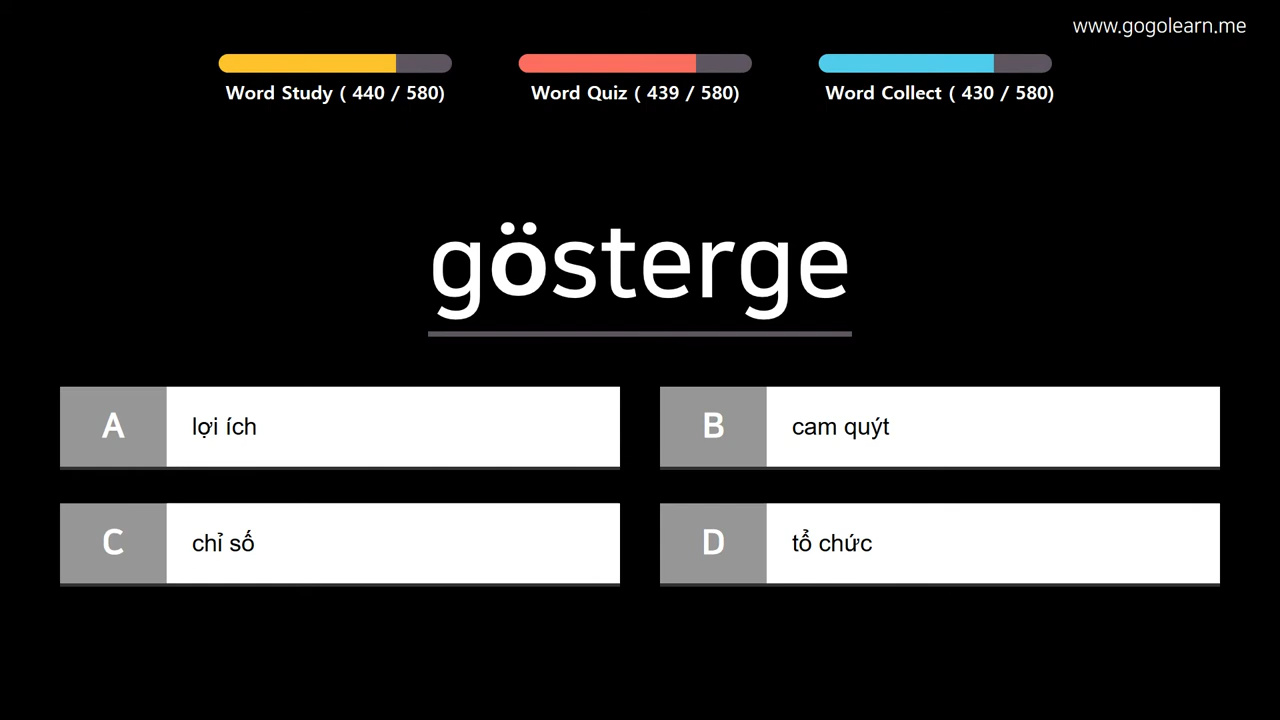 www.gogolearn.me
Word Study ( 440 / 580)
Word Quiz ( 439 / 580)
Word Collect ( 430 / 580)
gösterge
A lợi ích
B cam quýt
C chỉ số
D tổ chức